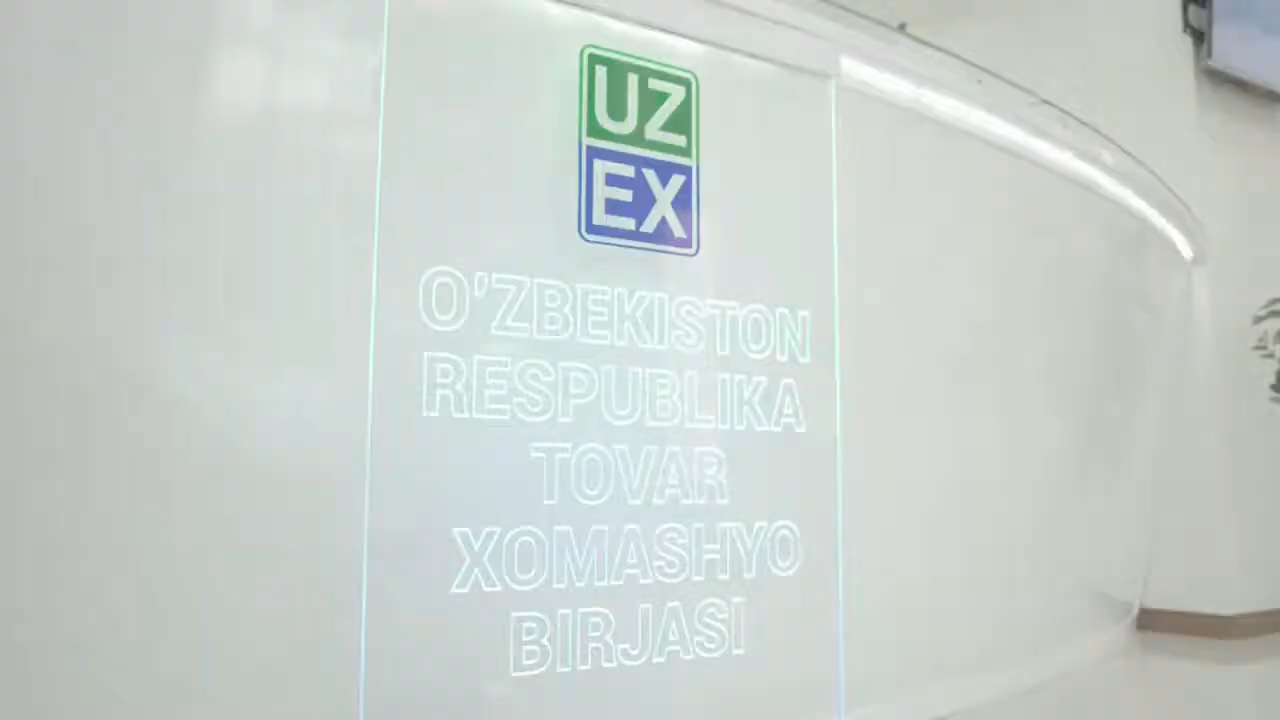 UZ
EX
O'ZBEKISTON
RESPUBLIKA
TOVAR
XOMASHYO
BIRJASI